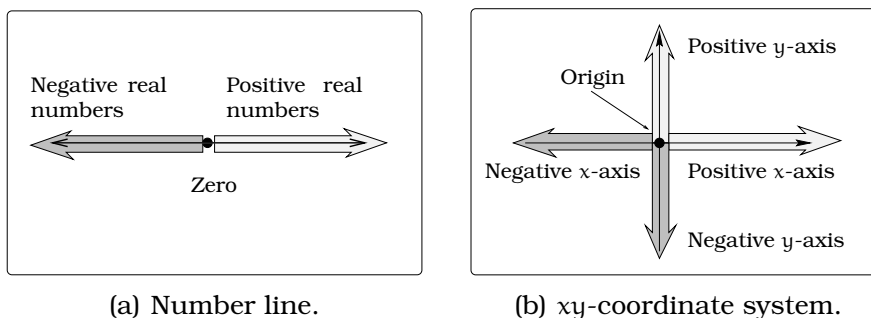 Negative real
numbers
Positive real
numbers
Zero
(a) Number line.
Positive y-axis
Origin
Negative x-axis
Positive x-axis
Negative y-axis
(b) xy-coordinate system.